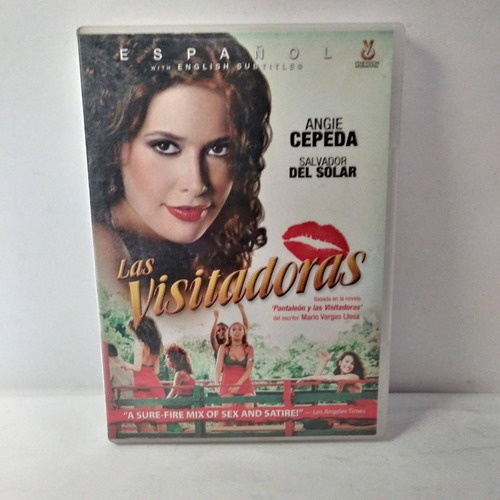 ESPAÑOL
WITH ENGLISH SUBTITLES
ANGIE
CEPEDA
SALVADOR
DEL SOLAR
Las
Visitadoras
Basada en la novela
'Pantaleón y las Visitadoras'
del escritor Mario Vargas Llosa
"A SURE-FIRE MIX OF SEX AND SATIRE!" — Los Angeles Times